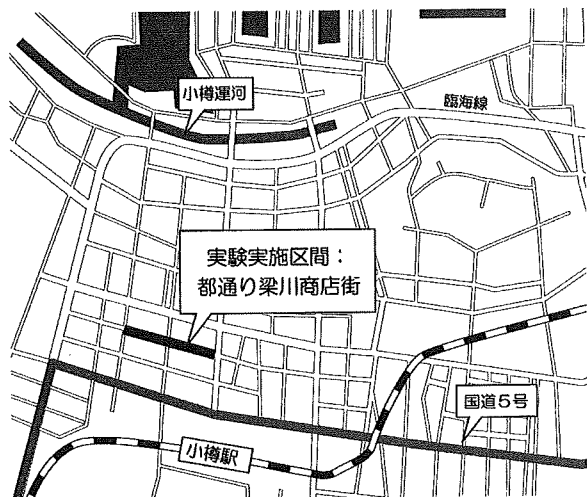 小樽運河
臨海線
実験実施区間：
都通り梁川商店街
国道5号
小樽駅